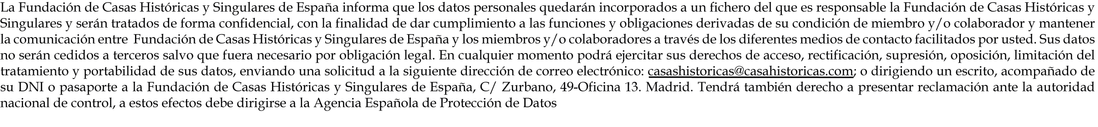 La Fundación de Casas Históricas y Singulares de España informa que los datos personales quedarán incorporados a un fichero del que es responsable la Fundación de Casas Históricas y
Singulares y serán tratados de forma confidencial, con la finalidad de dar cumplimiento a las funciones y obligaciones derivadas de su condición de miembro y/o colaborador y mantener
la comunicación entre Fundación de Casas Históricas y Singulares de España y los miembros y/o colaboradores a través de los diferentes medios de contacto facilitados por usted. Sus datos
no serán cedidos a terceros salvo que fuera necesario por obligación legal. En cualquier momento podrá ejercitar sus derechos de acceso, rectificación, supresión, oposición, limitación del
tratamiento y portabilidad de sus datos, enviando una solicitud a la siguiente dirección de correo electrónico: casashistoricas@casahistoricas.com; o dirigiendo un escrito, acompañado de
su DNI o pasaporte a la Fundación de Casas Históricas y Singulares de España, C/ Zurbano, 49-Oficina 13. Madrid. Tendrá también derecho a presentar reclamación ante la autoridad
nacional de control, a estos efectos debe dirigirse a la Agencia Española de Protección de Datos